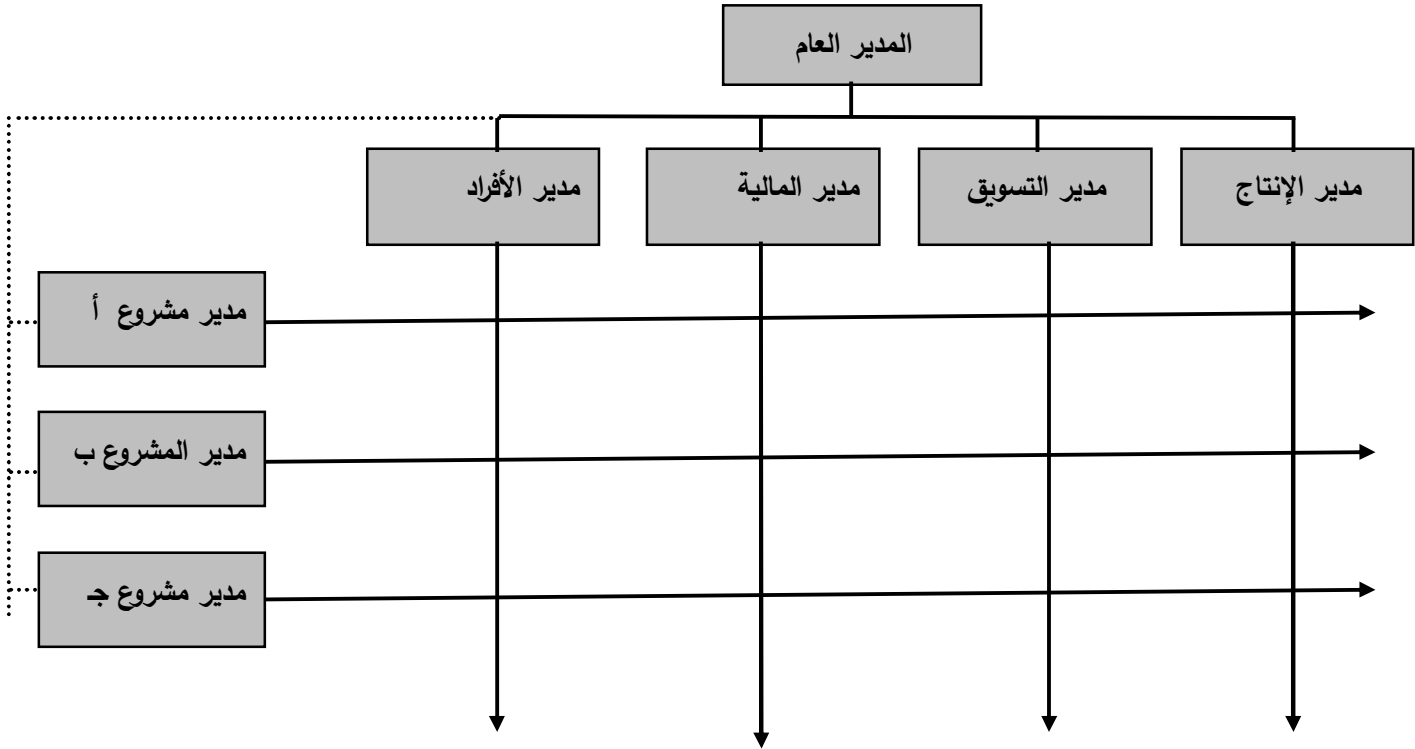 المدير العام
مدير الإنتاج
مدير التسويق
مدير المالية
مدير الأفراد
مدير مشروع أ
مدير المشروع ب
مدير مشروع جـ